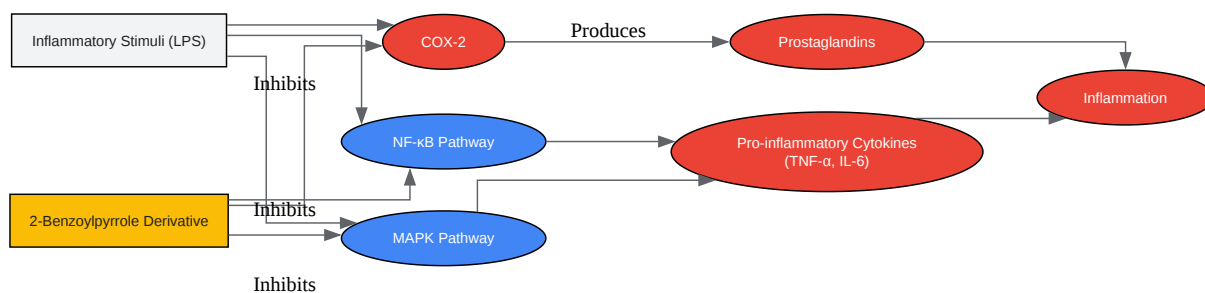 Inflammatory Stimuli (LPS)
COX-2
Produces
Prostaglandins
Inhibits
Inflammation
NF-κB Pathway
Pro-inflammatory Cytokines
(TNF-α, IL-6)
2-Benzoylpyrrole Derivative
Inhibits
MAPK Pathway
Inhibits